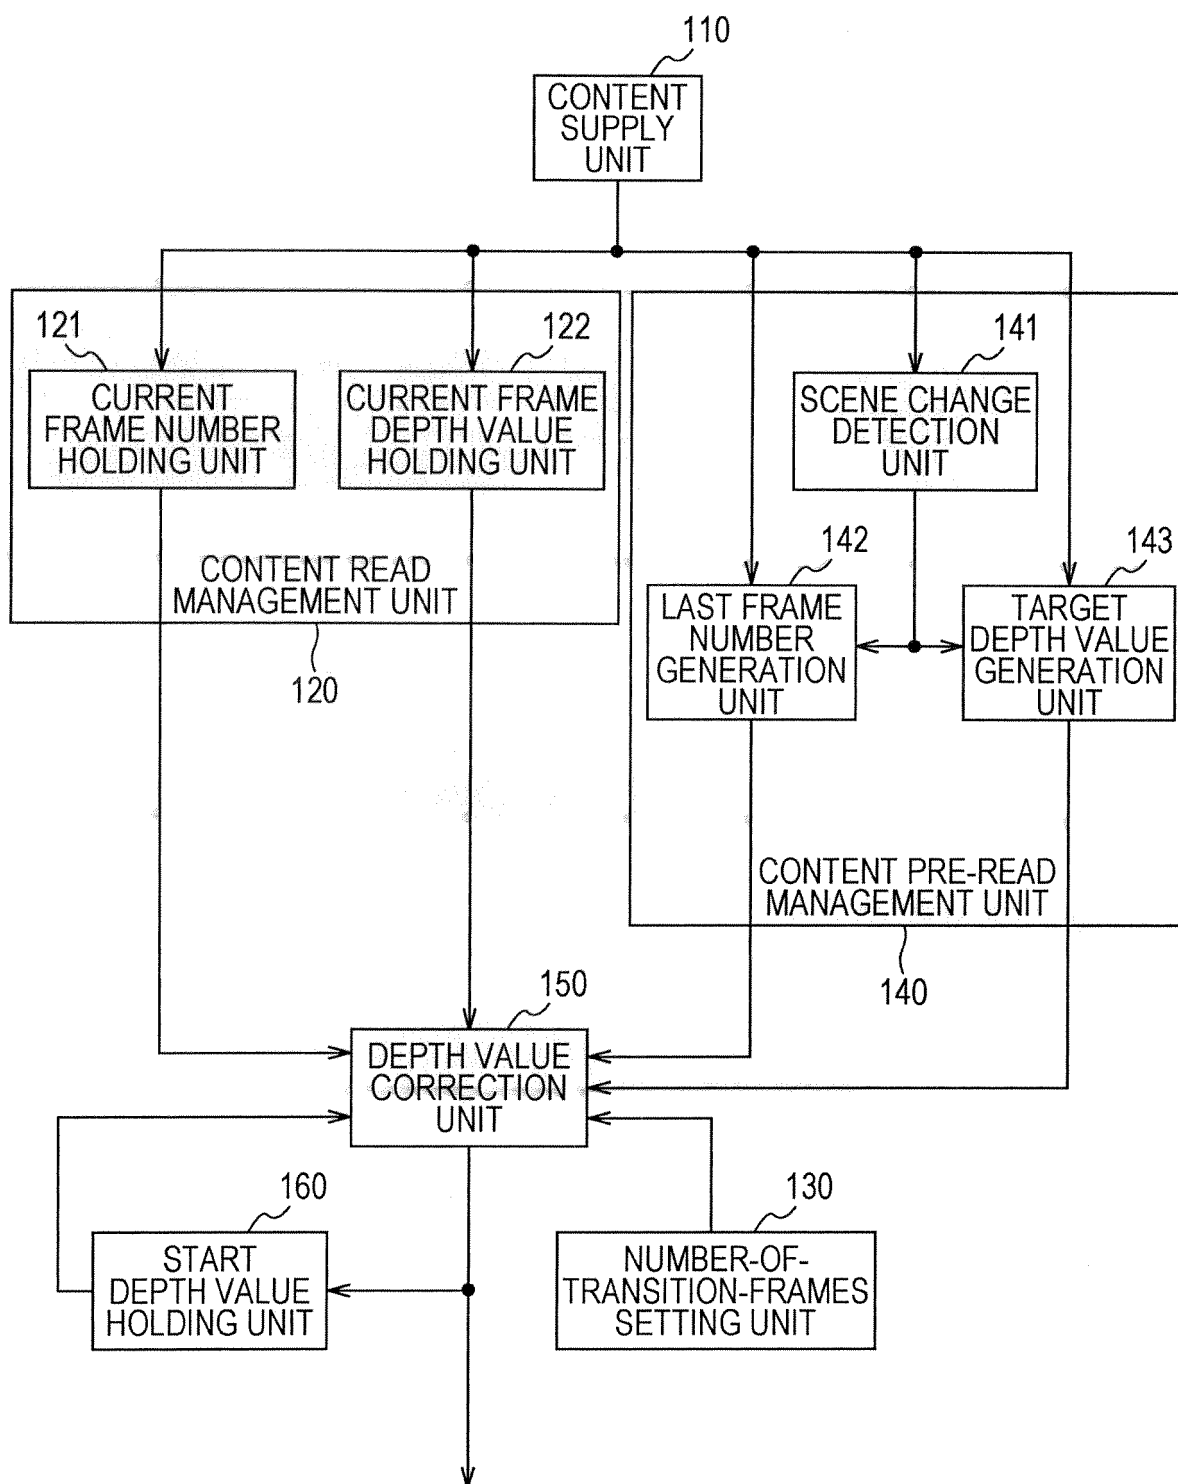 110
CONTENT
SUPPLY
UNIT
121
CURRENT
FRAME NUMBER
HOLDING UNIT
122
CURRENT FRAME
DEPTH VALUE
HOLDING UNIT
CONTENT READ
MANAGEMENT UNIT
120
141
SCENE CHANGE
DETECTION
UNIT
142
LAST FRAME
NUMBER
GENERATION
UNIT
143
TARGET
DEPTH VALUE
GENERATION
UNIT
CONTENT PRE-READ
MANAGEMENT UNIT
140
150
DEPTH VALUE
CORRECTION
UNIT
160
START
DEPTH VALUE
HOLDING UNIT
130
NUMBER-OF-
TRANSITION-FRAMES
SETTING UNIT